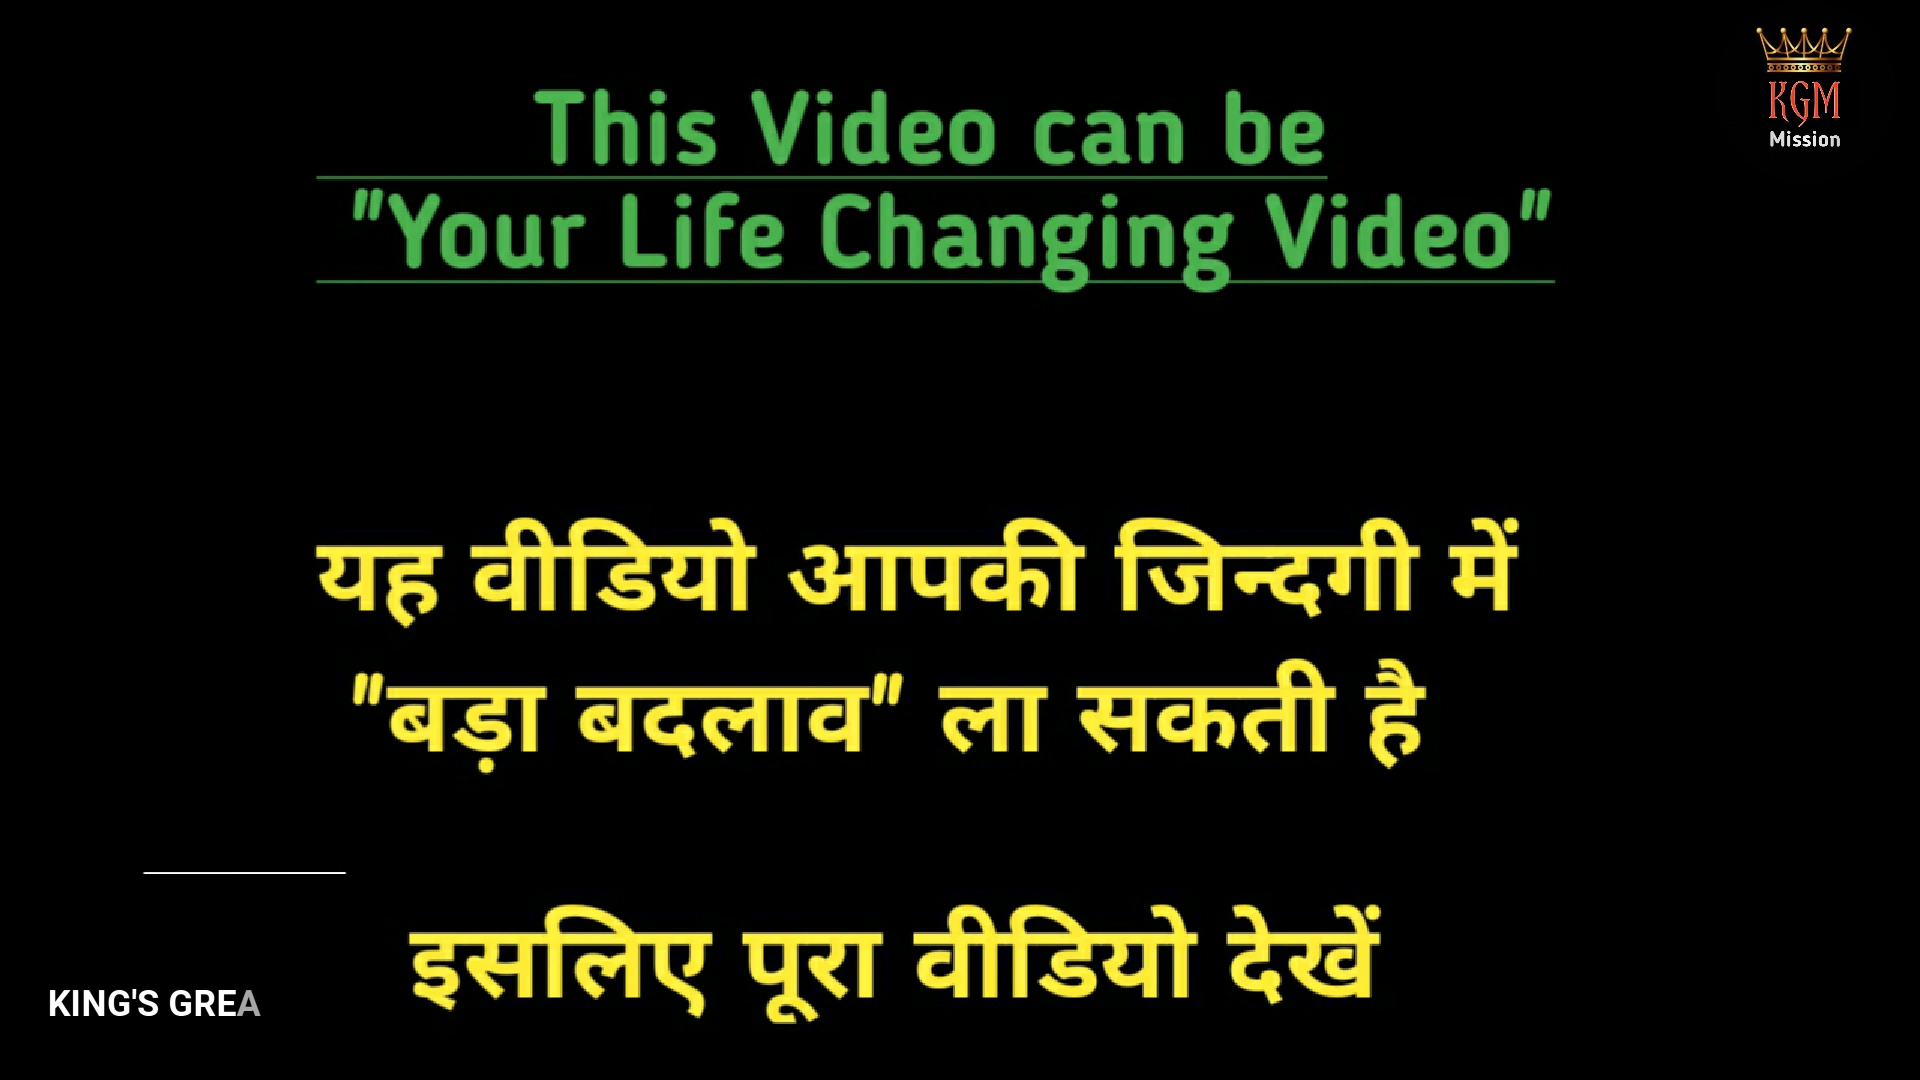 KGM
Mission
This Video can be
"Your Life Changing Video"
यह वीडियो आपकी जिन्दगी में
"बड़ा बदलाव" ला सकती है
इसलिए पूरा वीडियो देखें
KING'S GREA